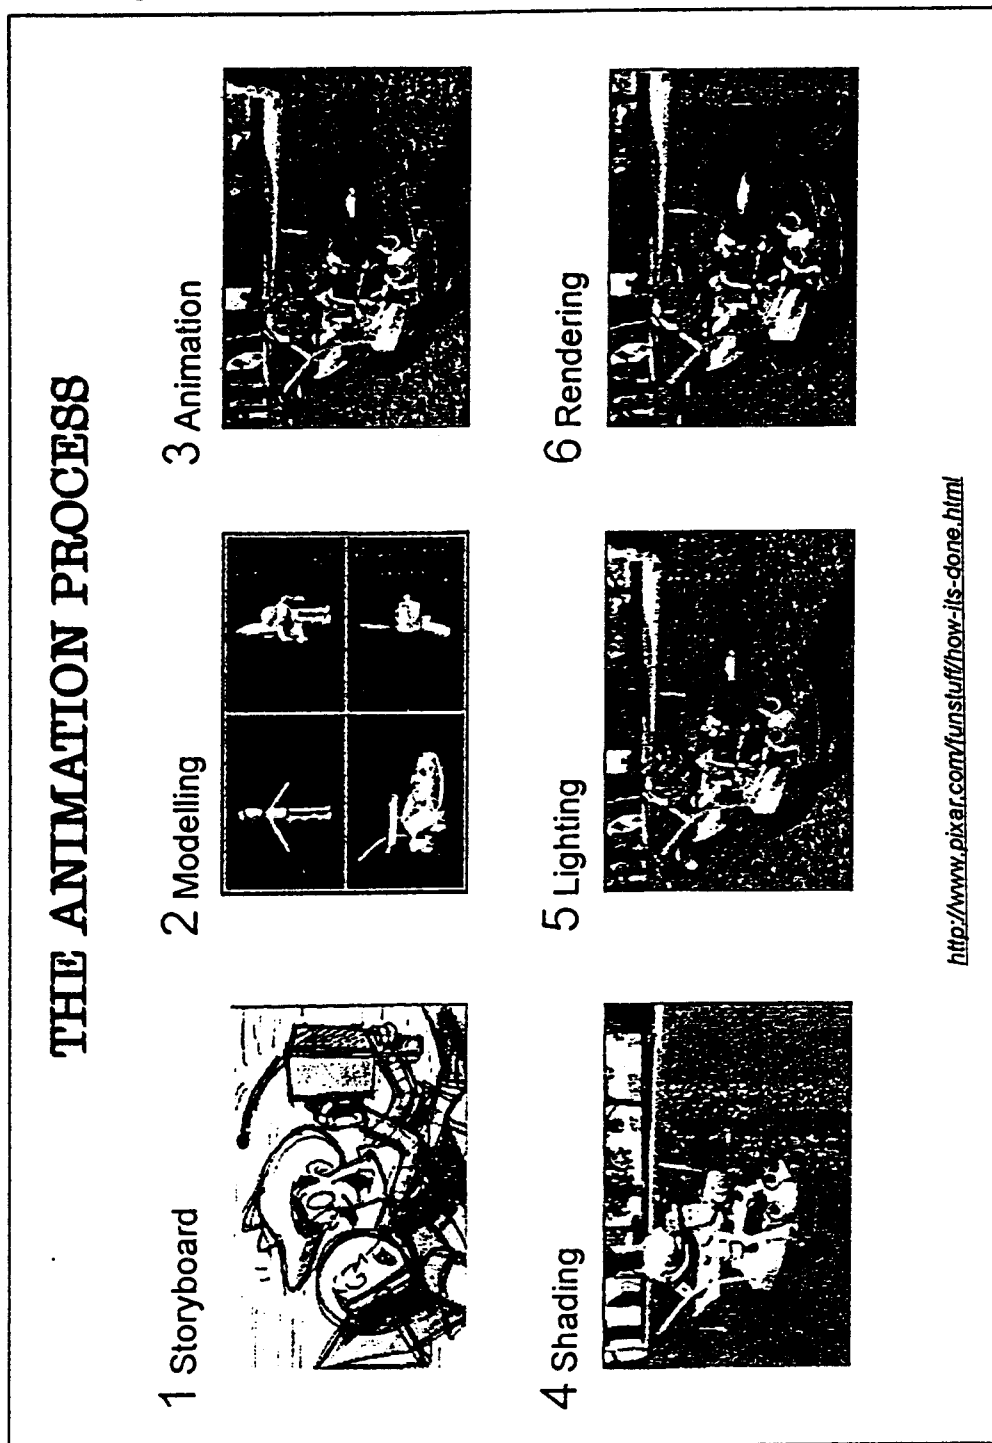 THE ANIMATION PROCESS
1 Storyboard
2 Modelling
3 Animation
4 Shading
5 Lighting
6 Rendering
http://www.pixar.com/funstuff/how-its-done.html